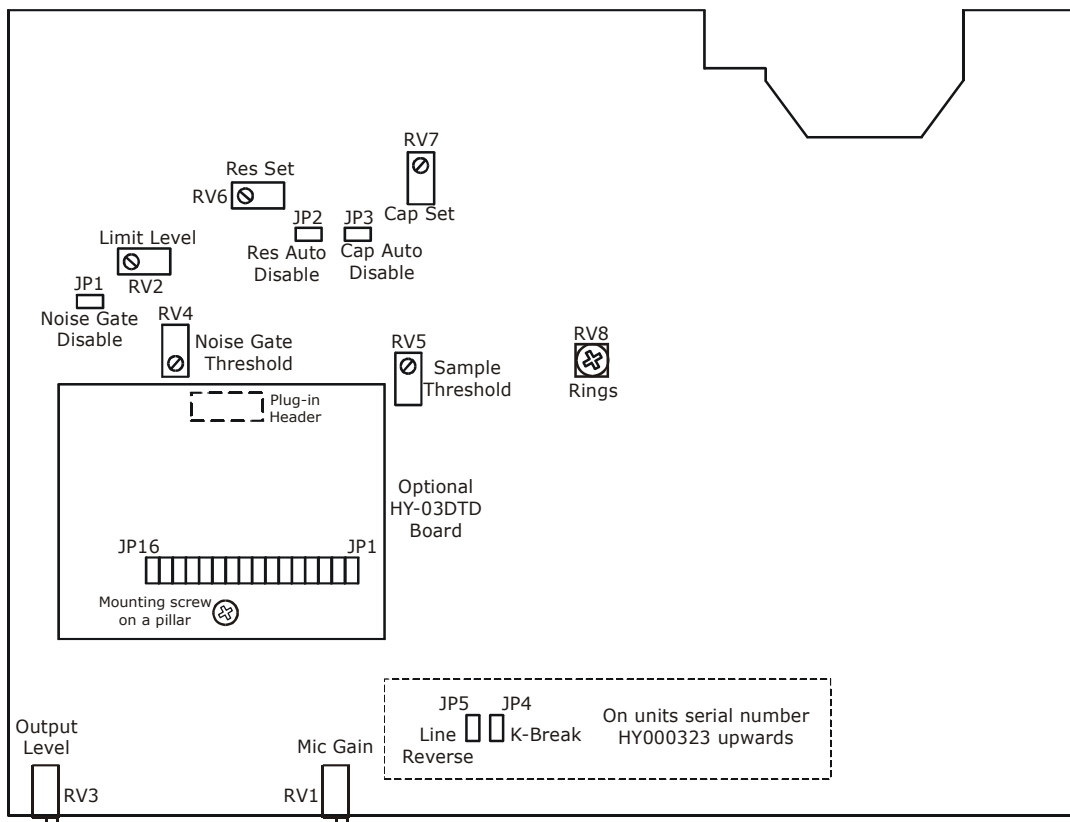 RV7
Res Set
RV6
Cap Set
JP2
JP3
Limit Level
Res Auto
Disable
Cap Auto
Disable
RV2
JP1
Noise Gate
Disable
RV4
Noise Gate
Threshold
RV5
Sample
Threshold
RV8
Rings
Plug-in
Header
Optional
HY-03DTD
Board
JP16
JP1
Mounting screw
on a pillar
JP5
JP4
Line
Reverse
K-Break
On units serial number
HY000323 upwards
Output
Level
Mic Gain
RV3
RV1